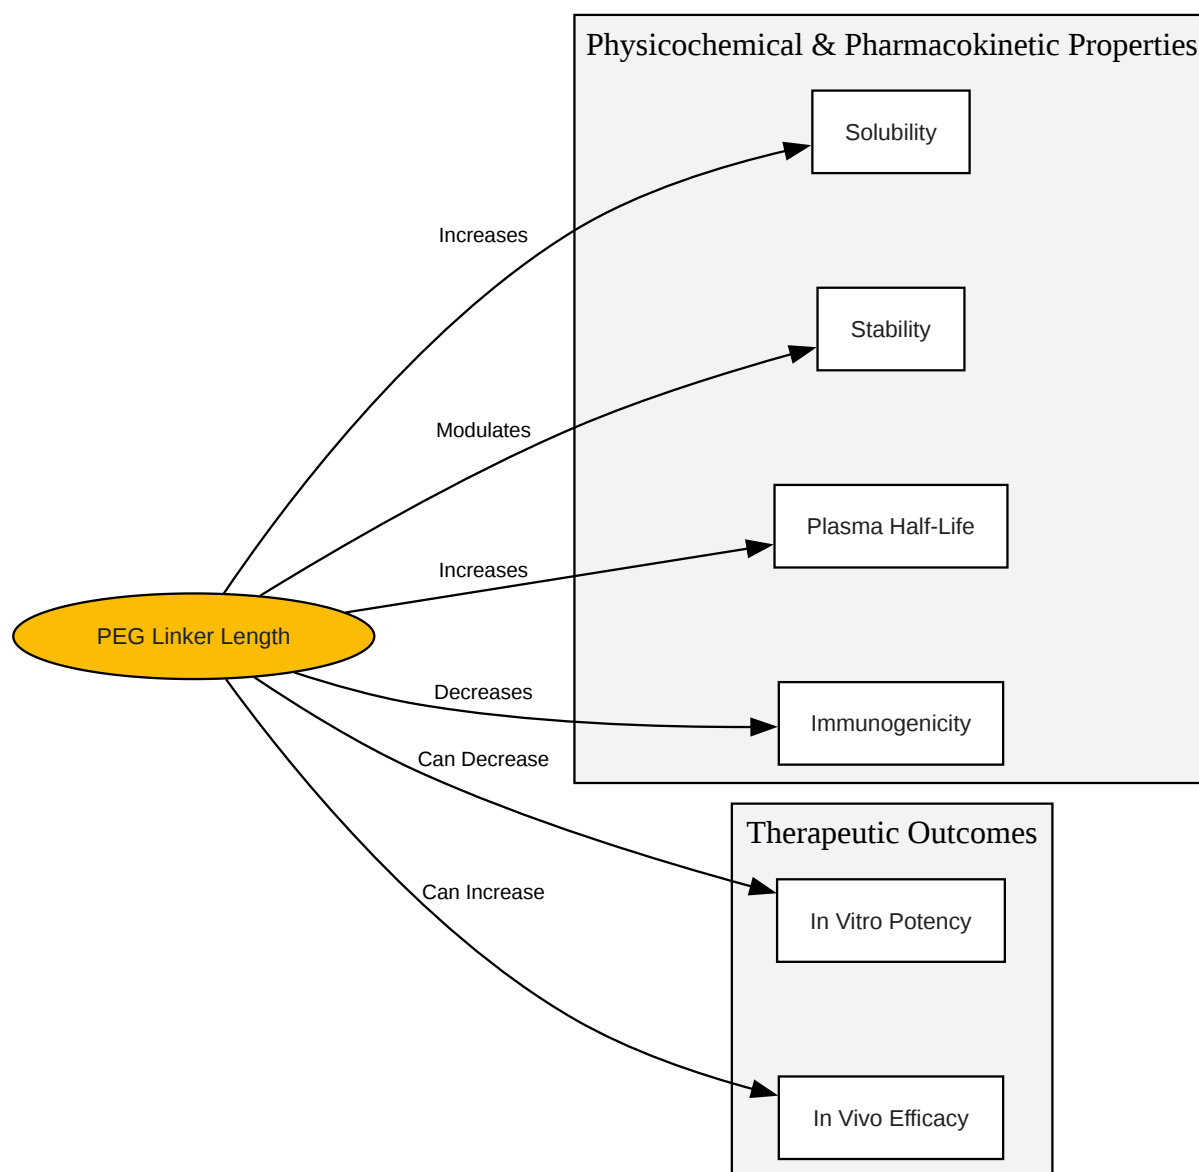 Physicochemical & Pharmacokinetic Properties
Solubility
Increases
Stability
Modulates
Plasma Half-Life
Increases
PEG Linker Length
Decreases
Immunogenicity
Can Decrease
Therapeutic Outcomes
Can Increase
In Vitro Potency
In Vivo Efficacy